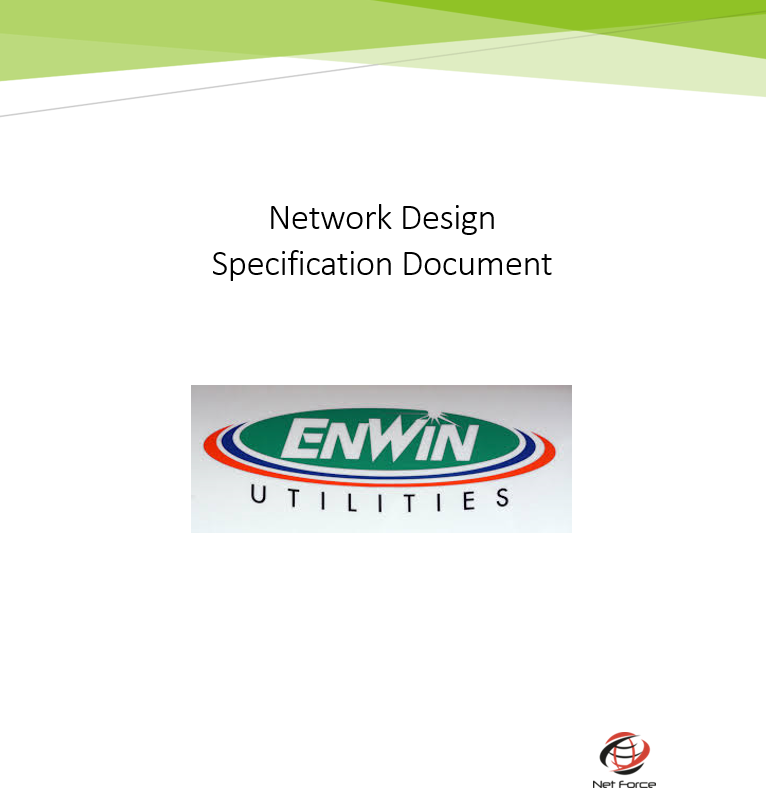 Network Design
Specification Document
ENWIN
UTILITIES
Net Force